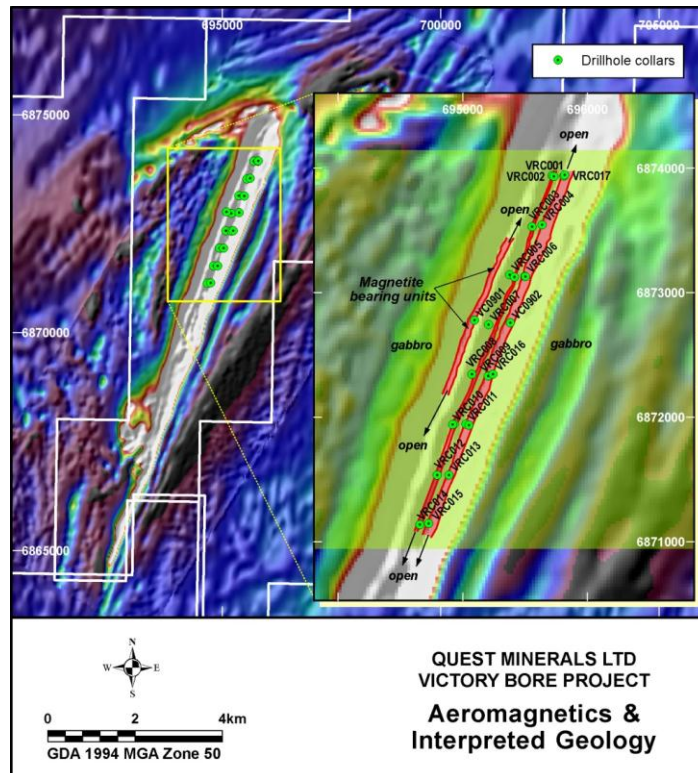 695000
700000
705000
Drillhole collars
6875000
6870000
6865000
695000
696000
open
6874000
VRC001
VRC002
VRC017
VRC003
VRC004
open
VRC005
VRC006
Magnetite
bearing units
6873000
VC0901
VRC007
VC0902
gabbro
gabbro
VRC008
VRC009
VRC016
VRC010
VRC011
6872000
open
VRC012
VRC013
VRC014
VRC015
6871000
open
N
W E
S
0 2 4km
GDA 1994 MGA Zone 50
QUEST MINERALS LTD
VICTORY BORE PROJECT
Aeromagnetics &
Interpreted Geology